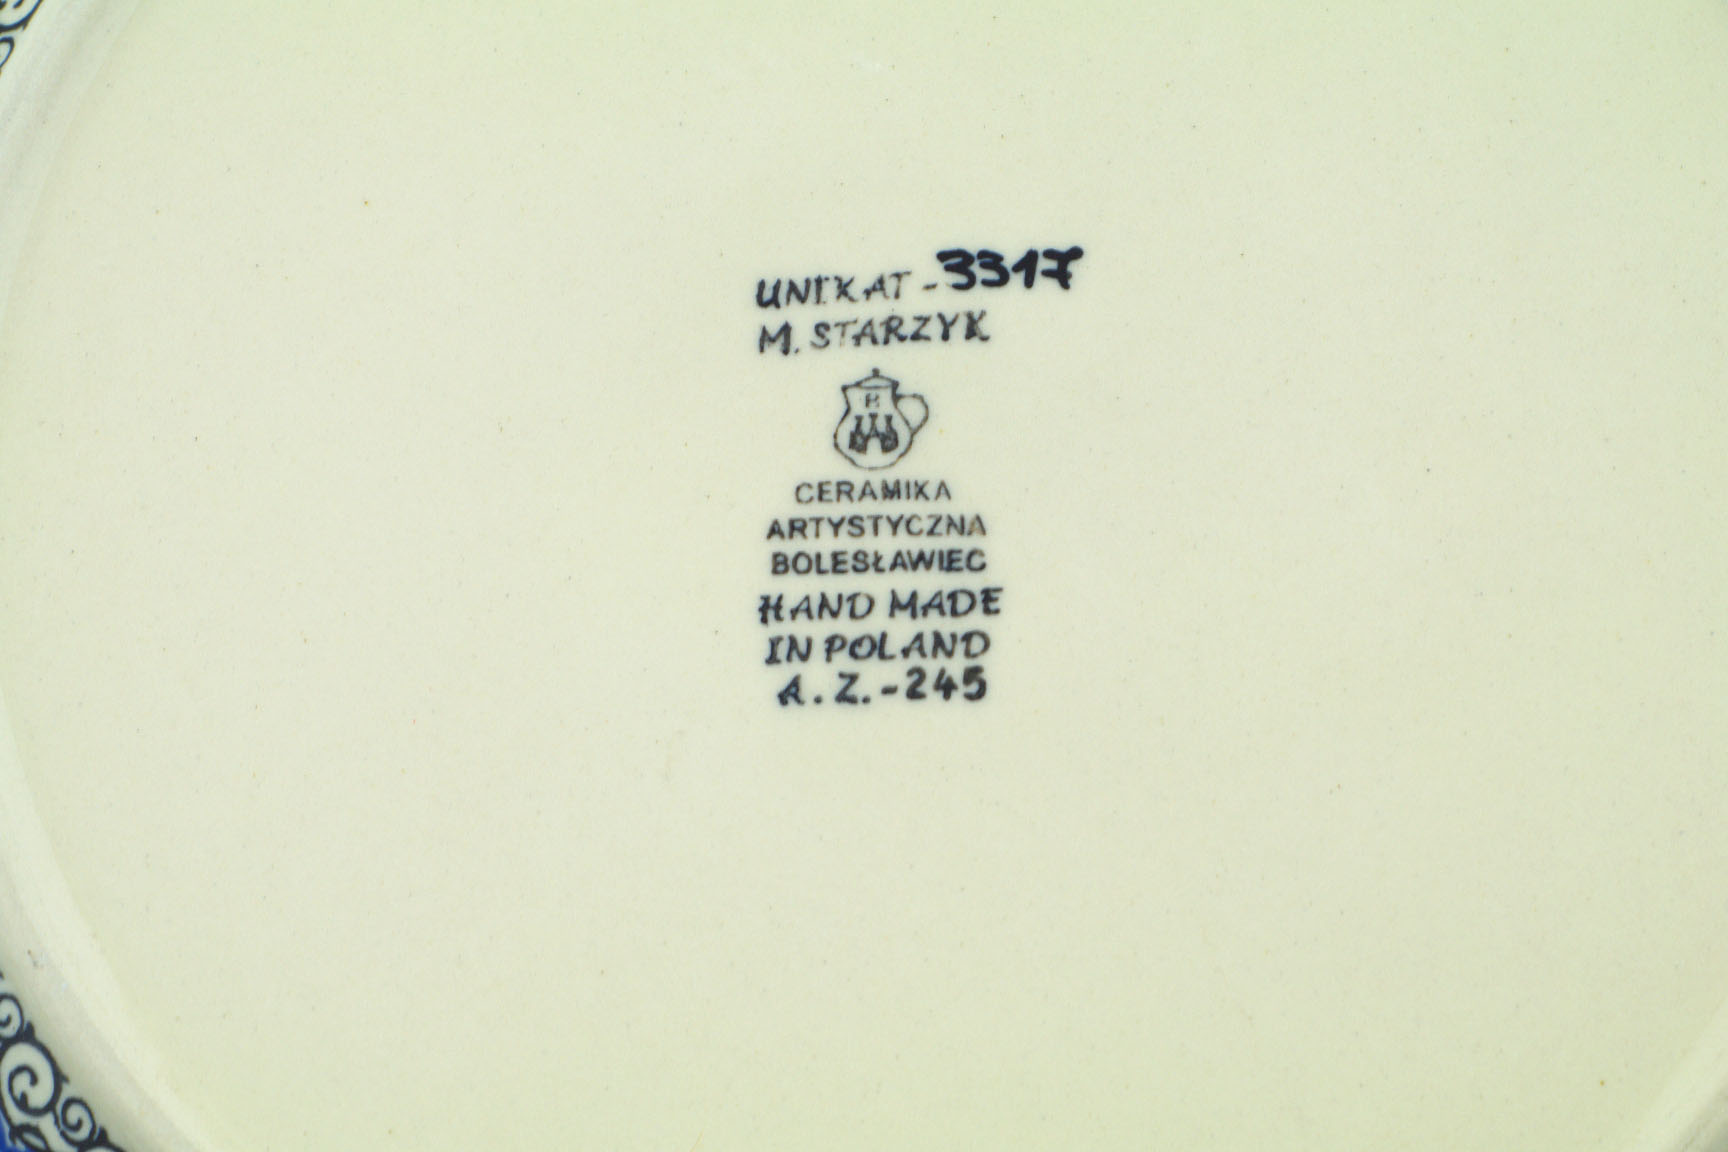 UNIKAT - 3317
M. STARZYK
B
CERAMIKA
ARTYSTYCZNA
BOLESŁAWIEC
HAND MADE
IN POLAND
A. Z. - 245